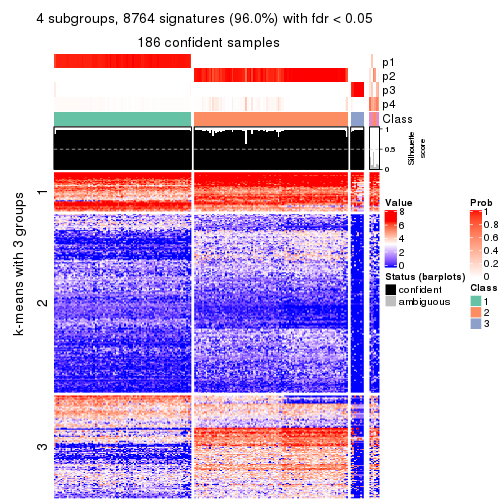 4 subgroups, 8764 signatures (96.0%) with fdr < 0.05
186 confident samples
p1
p2
p3
p4
Class
1
0.5
0
Silhouette
score
k-means with 3 groups
1
2
3
Value
8
6
4
2
0
Status (barplots)
confident
ambiguous
Prob
1
0.8
0.6
0.4
0.2
0
Class
1
2
3